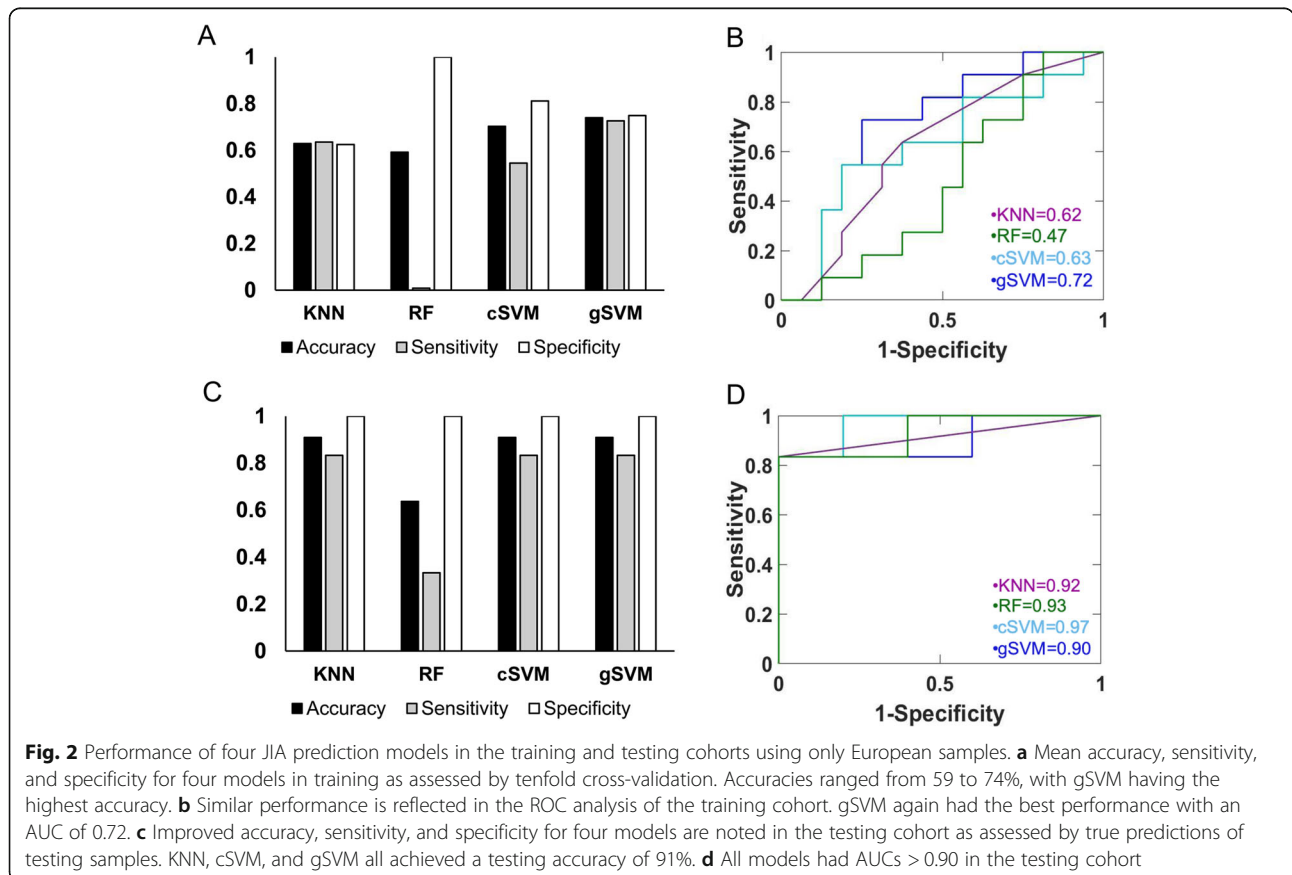 A
1
0.8
0.6
0.4
0.2
0
KNN RF cSVM gSVM
Accuracy Sensitivity Specificity
B
1
0.8
0.6
0.4
0.2
0
Sensitivity
•KNN=0.62
•RF=0.47
•cSVM=0.63
•gSVM=0.72
0 0.5 1
1-Specificity
C
1
0.8
0.6
0.4
0.2
0
KNN RF cSVM gSVM
Accuracy Sensitivity Specificity
D
1
0.8
0.6
0.4
0.2
0
Sensitivity
•KNN=0.92
•RF=0.93
•cSVM=0.97
•gSVM=0.90
0 0.5 1
1-Specificity
Fig. 2 Performance of four JIA prediction models in the training and testing cohorts using only European samples. a Mean accuracy, sensitivity,
and specificity for four models in training as assessed by tenfold cross-validation. Accuracies ranged from 59 to 74%, with gSVM having the
highest accuracy. b Similar performance is reflected in the ROC analysis of the training cohort. gSVM again had the best performance with an
AUC of 0.72. c Improved accuracy, sensitivity, and specificity for four models are noted in the testing cohort as assessed by true predictions of
testing samples. KNN, cSVM, and gSVM all achieved a testing accuracy of 91%. d All models had AUCs > 0.90 in the testing cohort